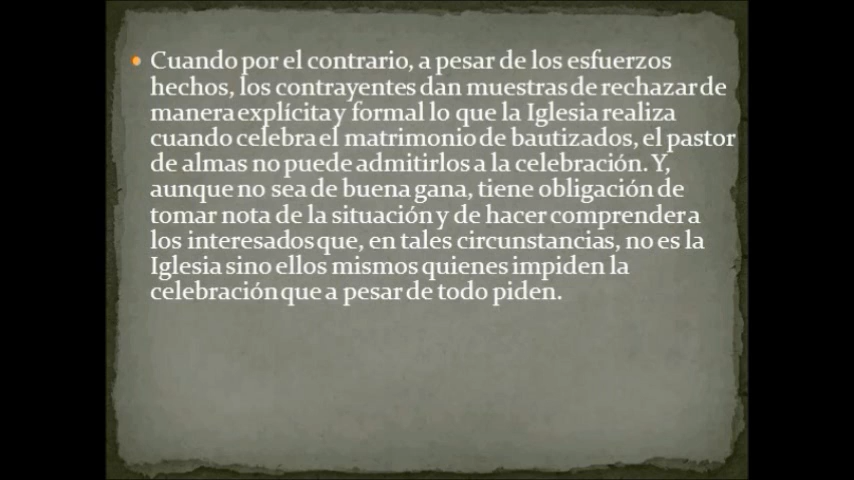 • Cuando por el contrario, a pesar de los esfuerzos
hechos, los contrayentes dan muestras de rechazar de
manera explícita y formal lo que la Iglesia realiza
cuando celebra el matrimonio de bautizados, el pastor
de almas no puede admitirlos a la celebración. Y,
aunque no sea de buena gana, tiene obligación de
tomar nota de la situación y de hacer comprender a
los interesados que, en tales circunstancias, no es la
Iglesia sino ellos mismos quienes impiden la
celebración que a pesar de todo piden.